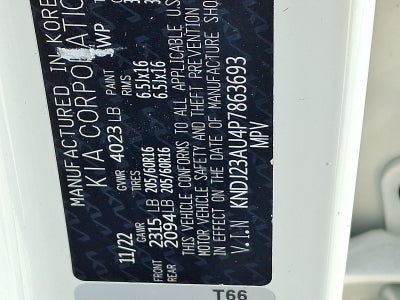 MANUFACTURED IN KOREA
KIA CORPORATION
11/22 GVWR 4023 LB PAINT SWP
GAWR TIRES RIMS
FRONT 2315 LB 205/60R16 6.5Jx16
REAR 2094 LB 205/60R16 6.5Jx16
THIS VEHICLE CONFORMS TO ALL APPLICABLE U.S.
MOTOR VEHICLE SAFETY AND THEFT PREVENTION
IN EFFECT ON THE DATE OF MANUFACTURE SHOWN
V.I.N KNDJ23AU4P7863693
MPV
T66